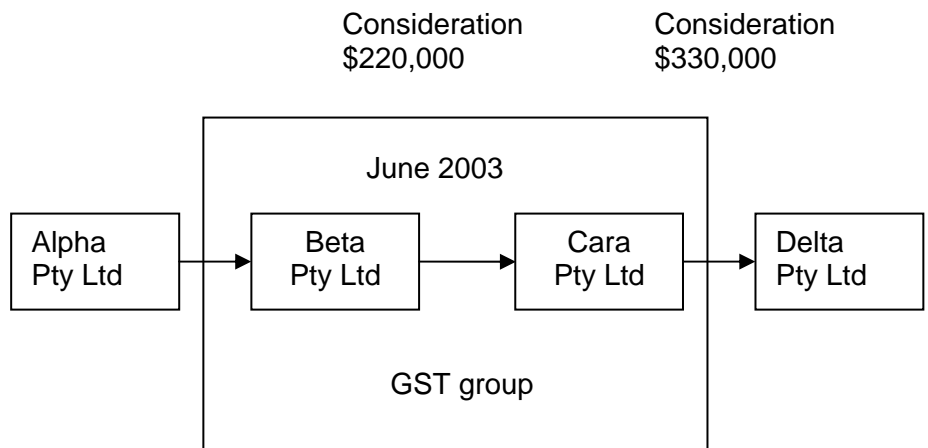 Consideration Consideration
$220,000 $330,000
June 2003
Alpha Beta Cara Delta
Pty Ltd Pty Ltd Pty Ltd Pty Ltd
GST group